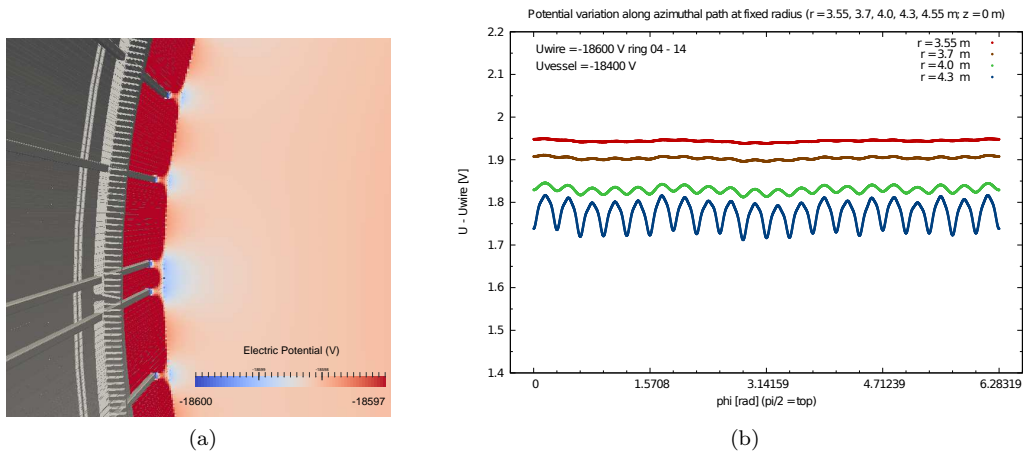 Potential variation along azimuthal path at fixed radius (r = 3.55, 3.7, 4.0, 4.3, 4.55 m; z = 0 m)
Uwire = -18600 V ring 04 - 14
Uvessel = -18400 V
r = 3.55 m
r = 3.7 m
r = 4.0 m
r = 4.3 m
2.2
2.1
2
1.9
1.8
1.7
1.6
1.5
1.4
U - Uwire [V]
0 1.5708 3.14159 4.71239 6.28319
phi [rad] (pi/2 = top)
Electric Potential (V)
-18600 -18597
(a) (b)